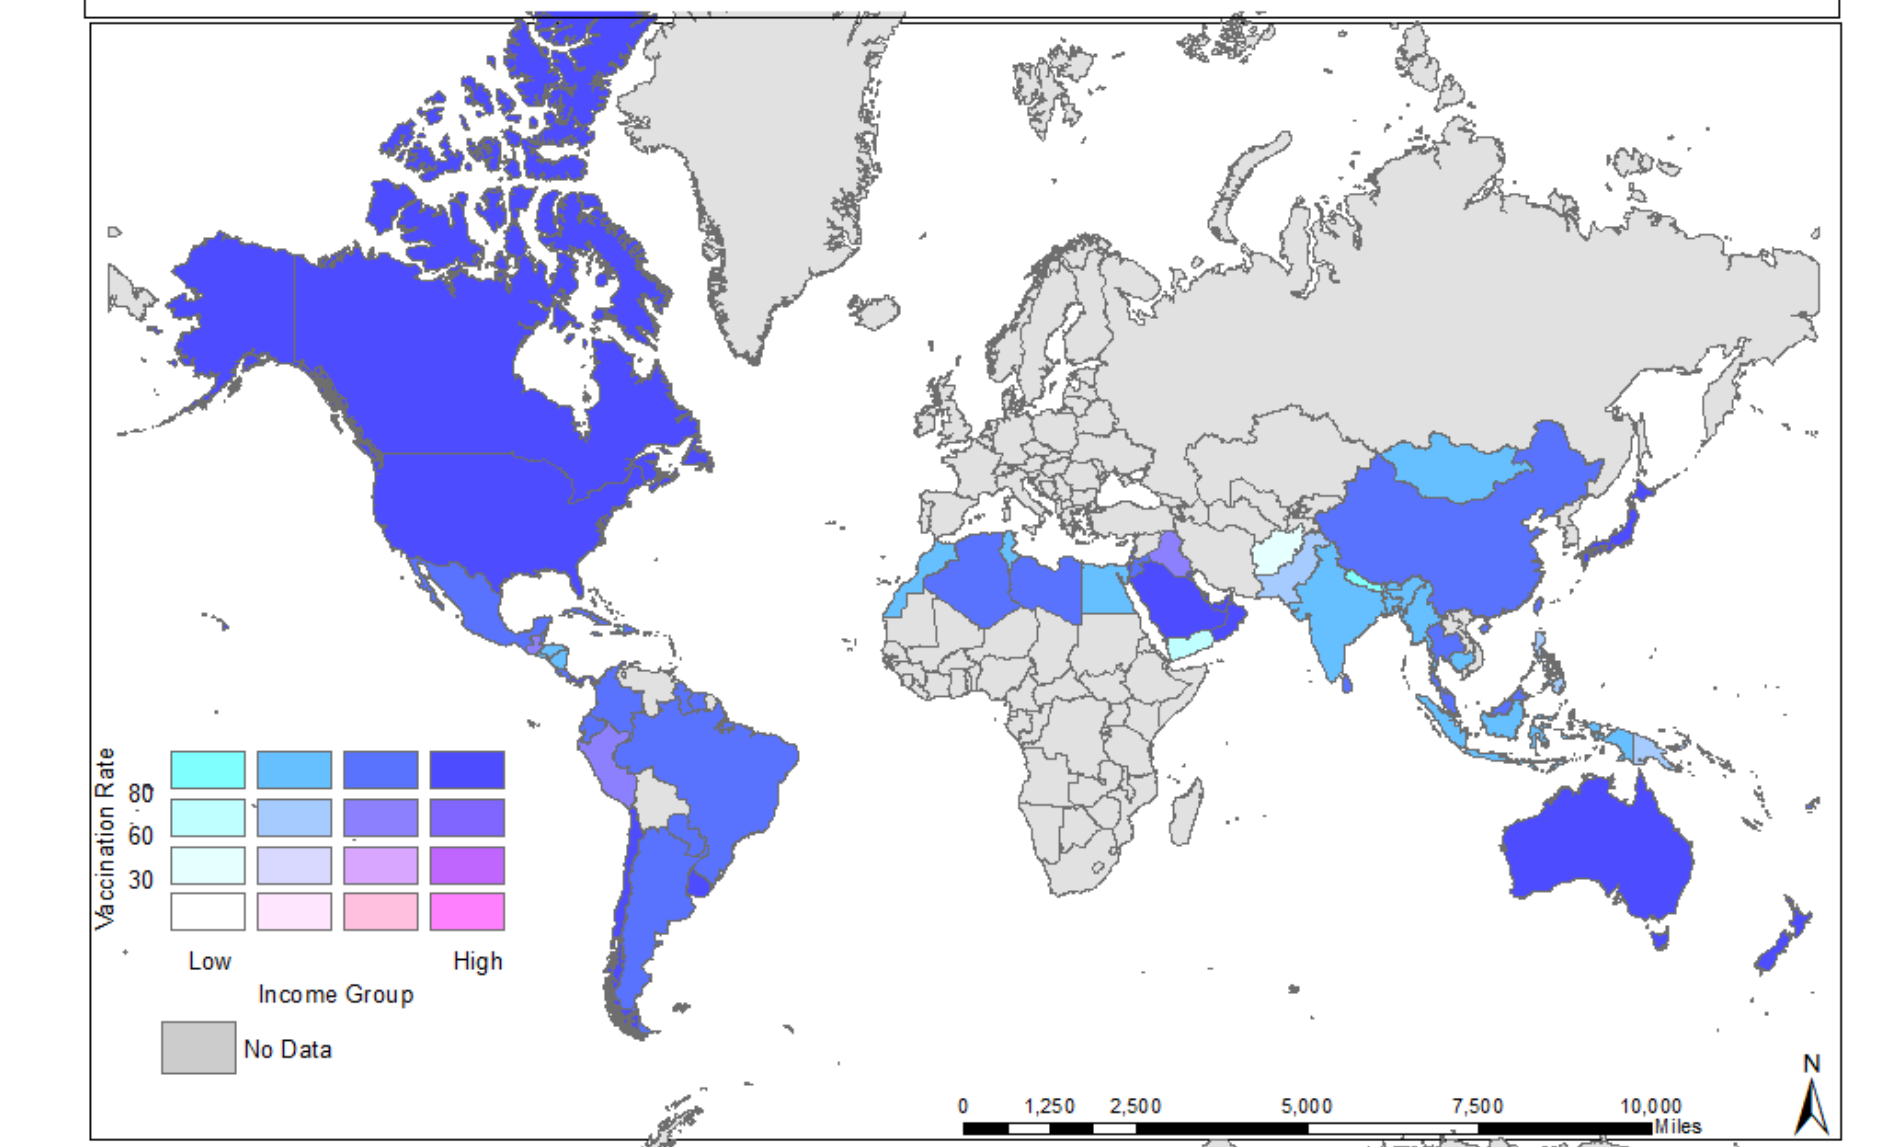 Vaccination Rate
80
60
30
Low High
Income Group
No Data
N
0 1,250 2,500 5,000 7,500 10,000
Miles